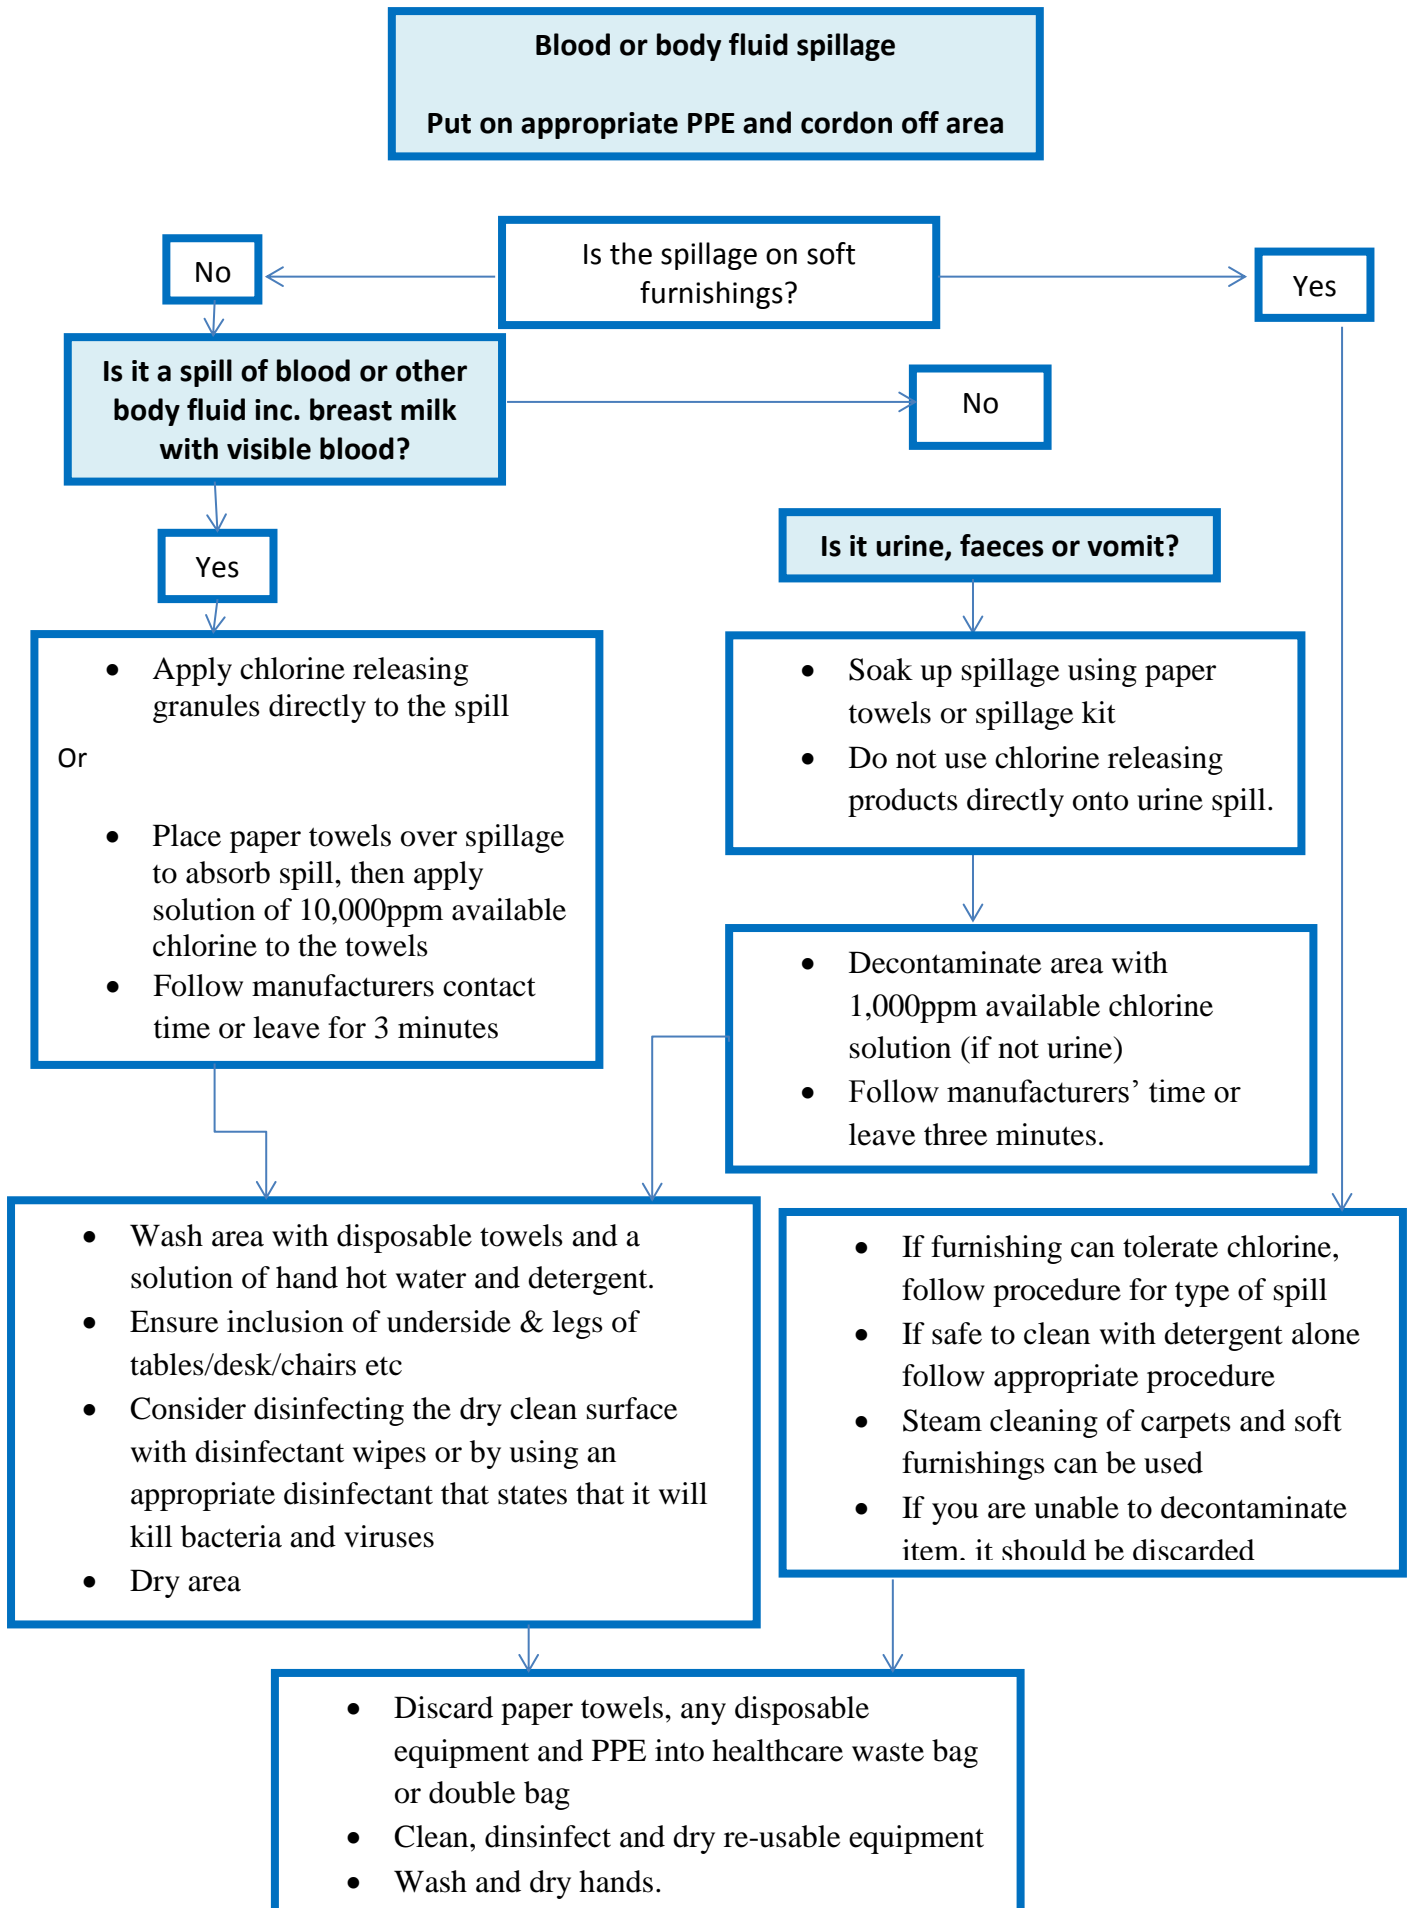 Blood or body fluid spillage
Put on appropriate PPE and cordon off area
Is the spillage on soft
furnishings?
No
Yes
Is it a spill of blood or other
body fluid inc. breast milk
with visible blood?
No
Yes
Is it urine, faeces or vomit?
• Apply chlorine releasing
granules directly to the spill
Or
• Place paper towels over spillage
to absorb spill, then apply
solution of 10,000ppm available
chlorine to the towels
• Follow manufacturers contact
time or leave for 3 minutes
• Soak up spillage using paper
towels or spillage kit
• Do not use chlorine releasing
products directly onto urine spill.
• Decontaminate area with
1,000ppm available chlorine
solution (if not urine)
• Follow manufacturers’ time or
leave three minutes.
• Wash area with disposable towels and a
solution of hand hot water and detergent.
• Ensure inclusion of underside & legs of
tables/desk/chairs etc
• Consider disinfecting the dry clean surface
with disinfectant wipes or by using an
appropriate disinfectant that states that it will
kill bacteria and viruses
• Dry area
• If furnishing can tolerate chlorine,
follow procedure for type of spill
• If safe to clean with detergent alone
follow appropriate procedure
• Steam cleaning of carpets and soft
furnishings can be used
• If you are unable to decontaminate
item, it should be discarded
• Discard paper towels, any disposable
equipment and PPE into healthcare waste bag
or double bag
• Clean, dinsinfect and dry re-usable equipment
• Wash and dry hands.